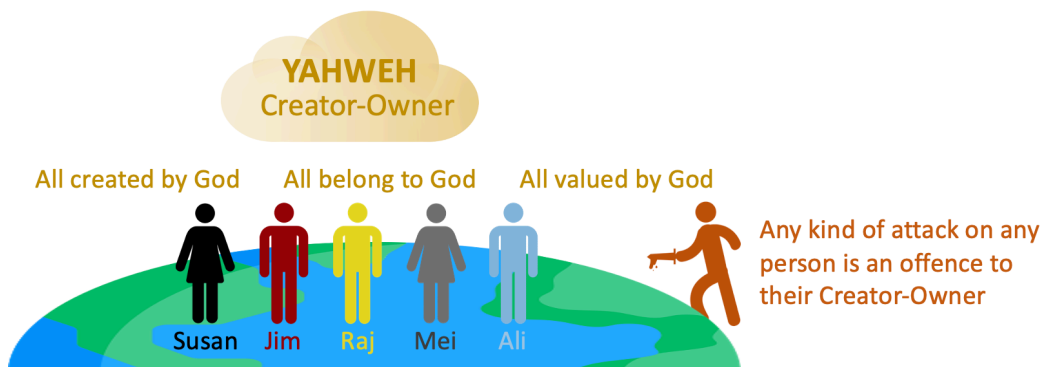 YAHWEH
Creator-Owner
All created by God
All belong to God
All valued by God
Any kind of attack on any
person is an offence to
their Creator-Owner
Susan
Jim
Raj
Mei
Ali